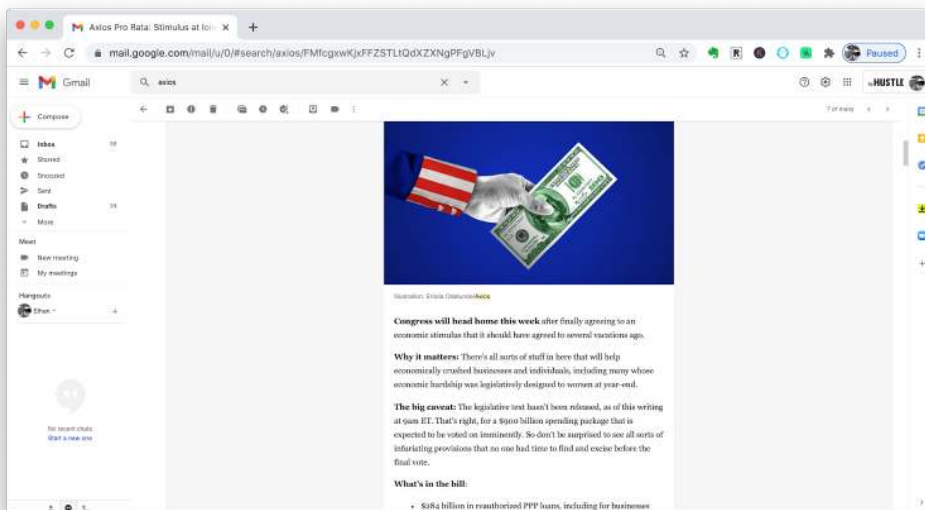 Axios Pro Rata: Stimulus at lon
mail.google.com/mail/u/0/#search/axios/FMfcgxwKjxFFZSTLtQdXZXNgPFgVBLjv
Paused
Gmail
axios
HUSTLE
Compose
7 of many
Inbox
Starred
Snoozed
Sent
Drafts
More
Meet
New meeting
My meetings
Hangouts
Ethan
No recent chats
Start a new one
Axios
Congress will head home this week after finally agreeing to an
economic stimulus that it should have agreed to several vacations ago.
Why it matters: There's all sorts of stuff in here that will help
economically crushed businesses and individuals, including many whose
economic hardship was legislatively designed to worsen at year-end.
The big caveat: The legislative text hasn't been released, as of this writing
at 9am ET. That's right, for a $900 billion spending package that is
expected to be voted on imminently. So don't be surprised to see all sorts of
infuriating provisions that no one had time to find and excise before the
final vote.
What's in the bill:
• $284 billion in reauthorized PPP loans, including for businesses